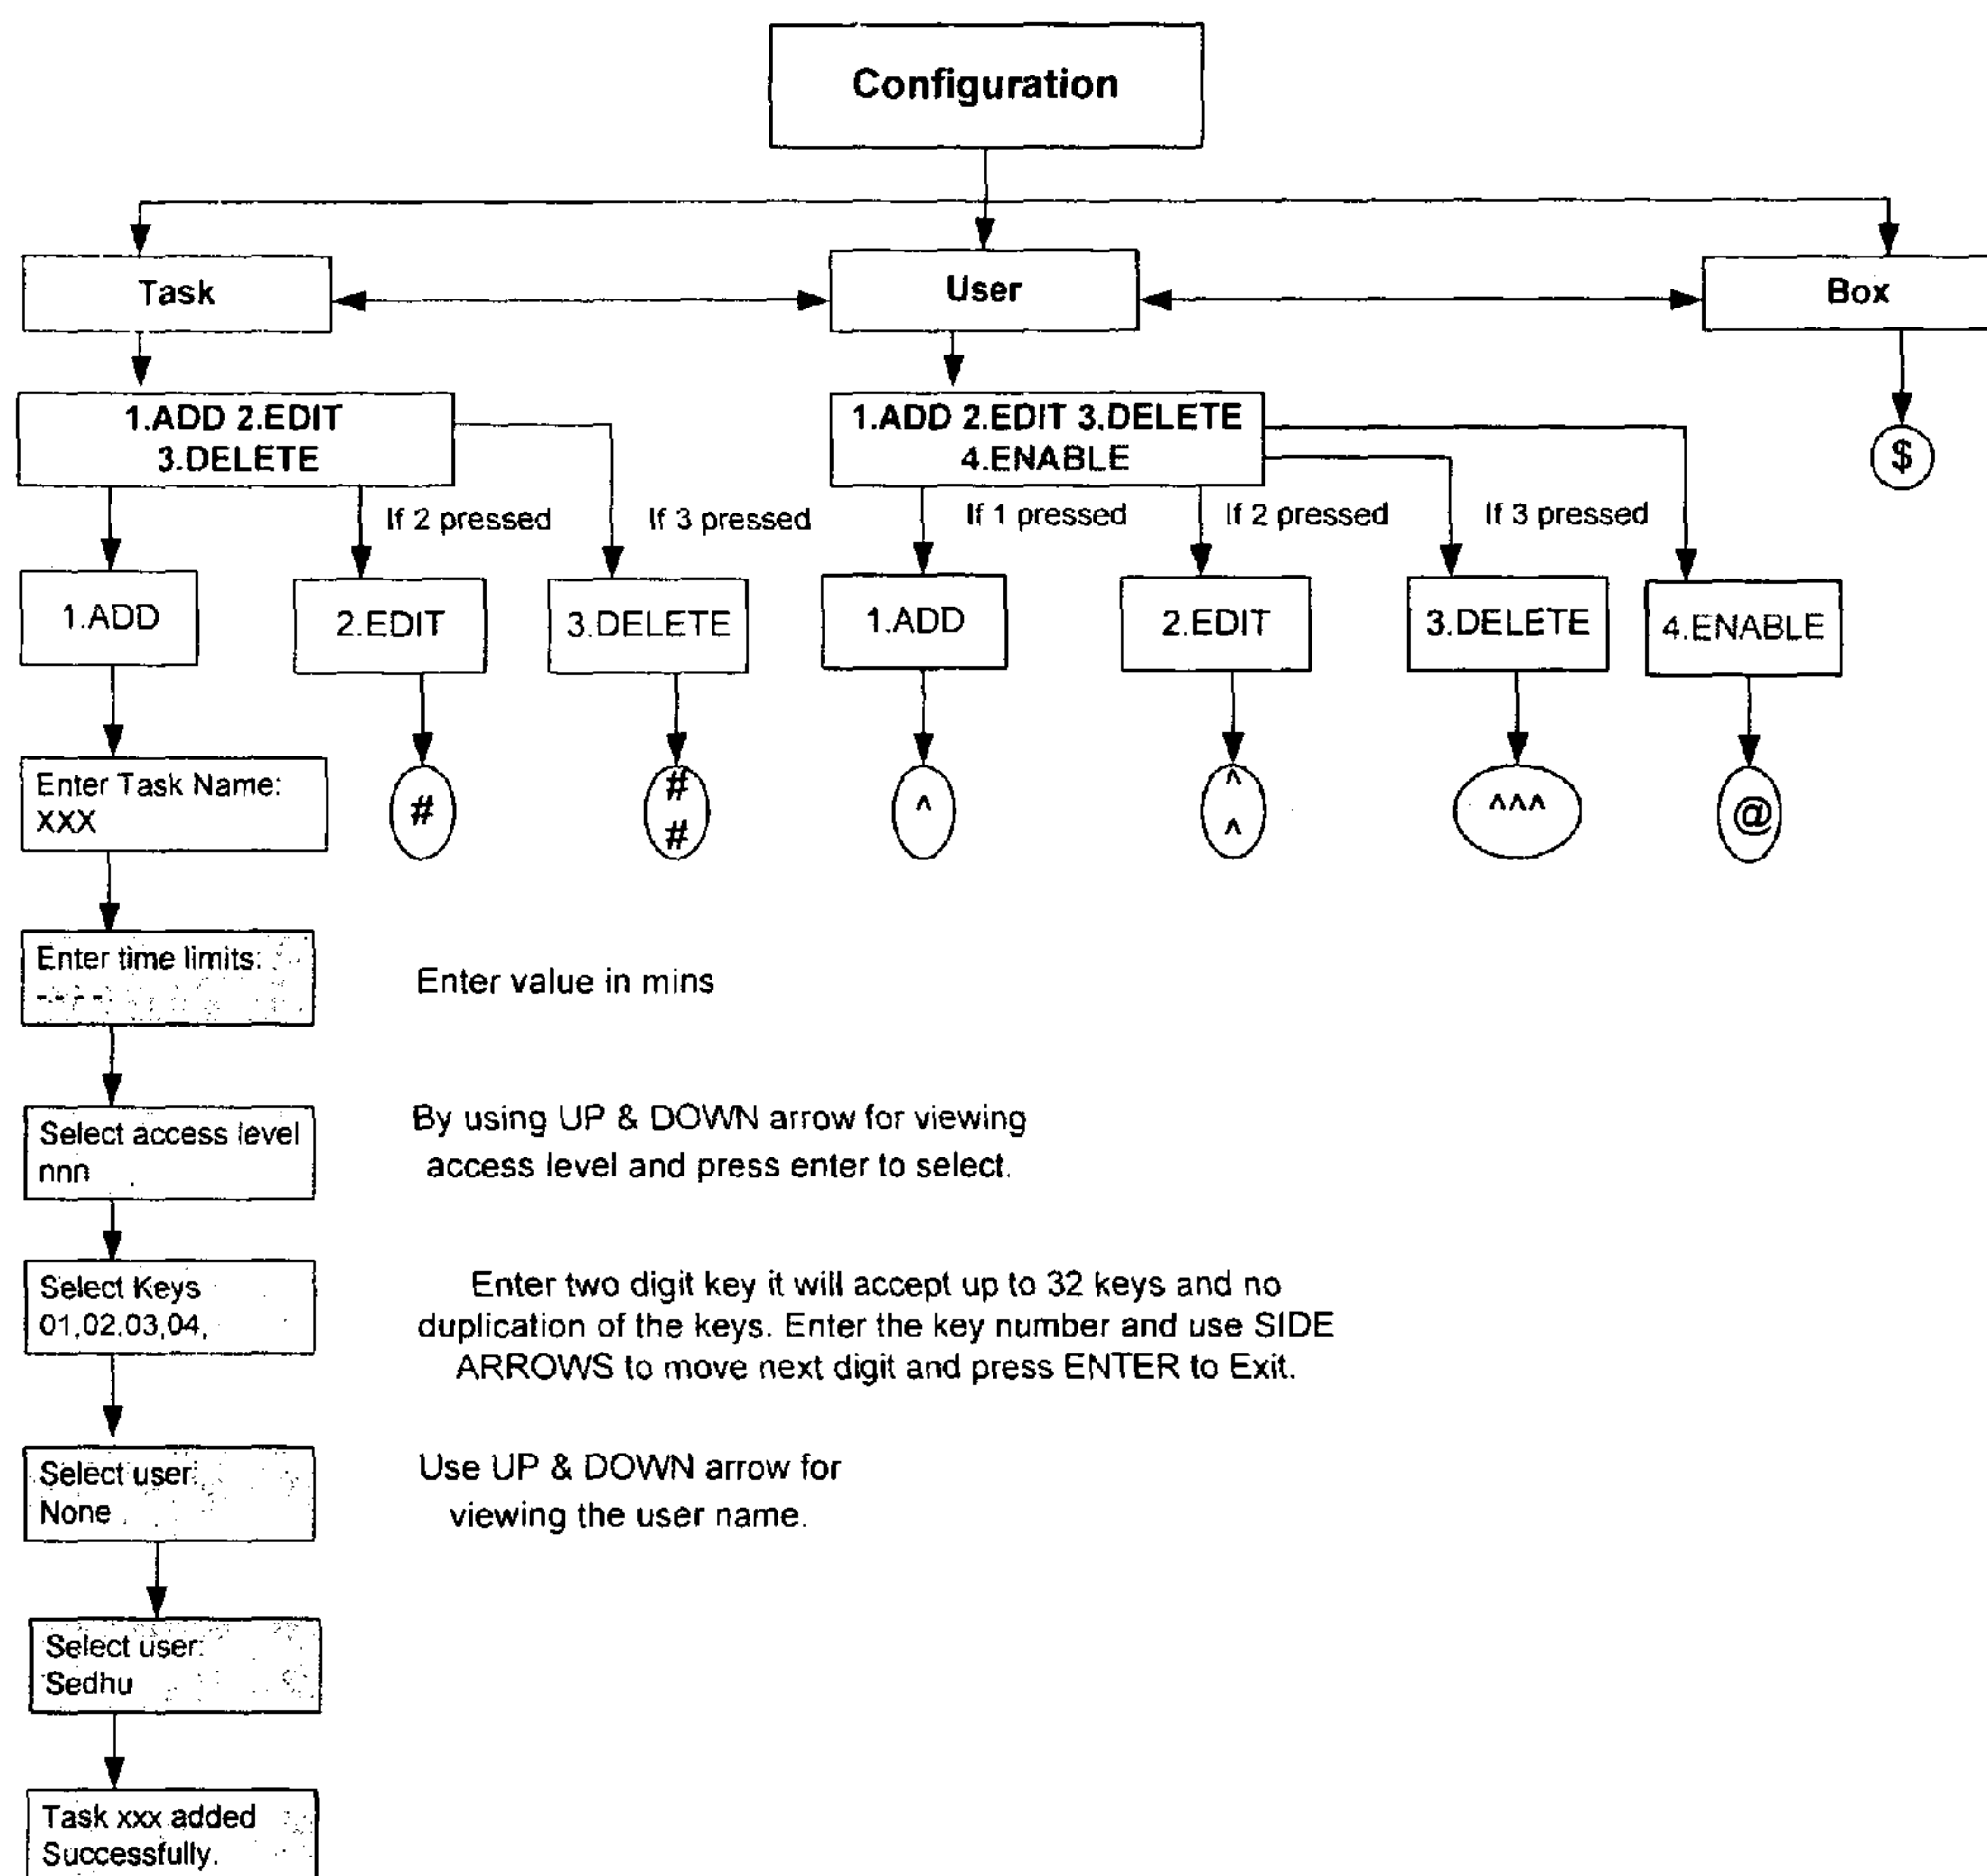 Configuration
Task
User
Box
1.ADD 2.EDIT
3.DELETE
1.ADD 2.EDIT 3.DELETE
4.ENABLE
$
If 2 pressed
If 3 pressed
If 1 pressed
If 2 pressed
If 3 pressed
1.ADD
2.EDIT
3.DELETE
1.ADD
2.EDIT
3.DELETE
4.ENABLE
Enter Task Name:
XXX
#
#
#
^
^
^
^^^
@
Enter time limits:
----
Enter value in mins
Select access level
nnn
By using UP & DOWN arrow for viewing
access level and press enter to select.
Select Keys
01,02,03,04,
Enter two digit key it will accept up to 32 keys and no
duplication of the keys. Enter the key number and use SIDE
ARROWS to move next digit and press ENTER to Exit.
Select user:
None
Use UP & DOWN arrow for
viewing the user name.
Select user:
Sedhu
Task xxx added
Successfully.